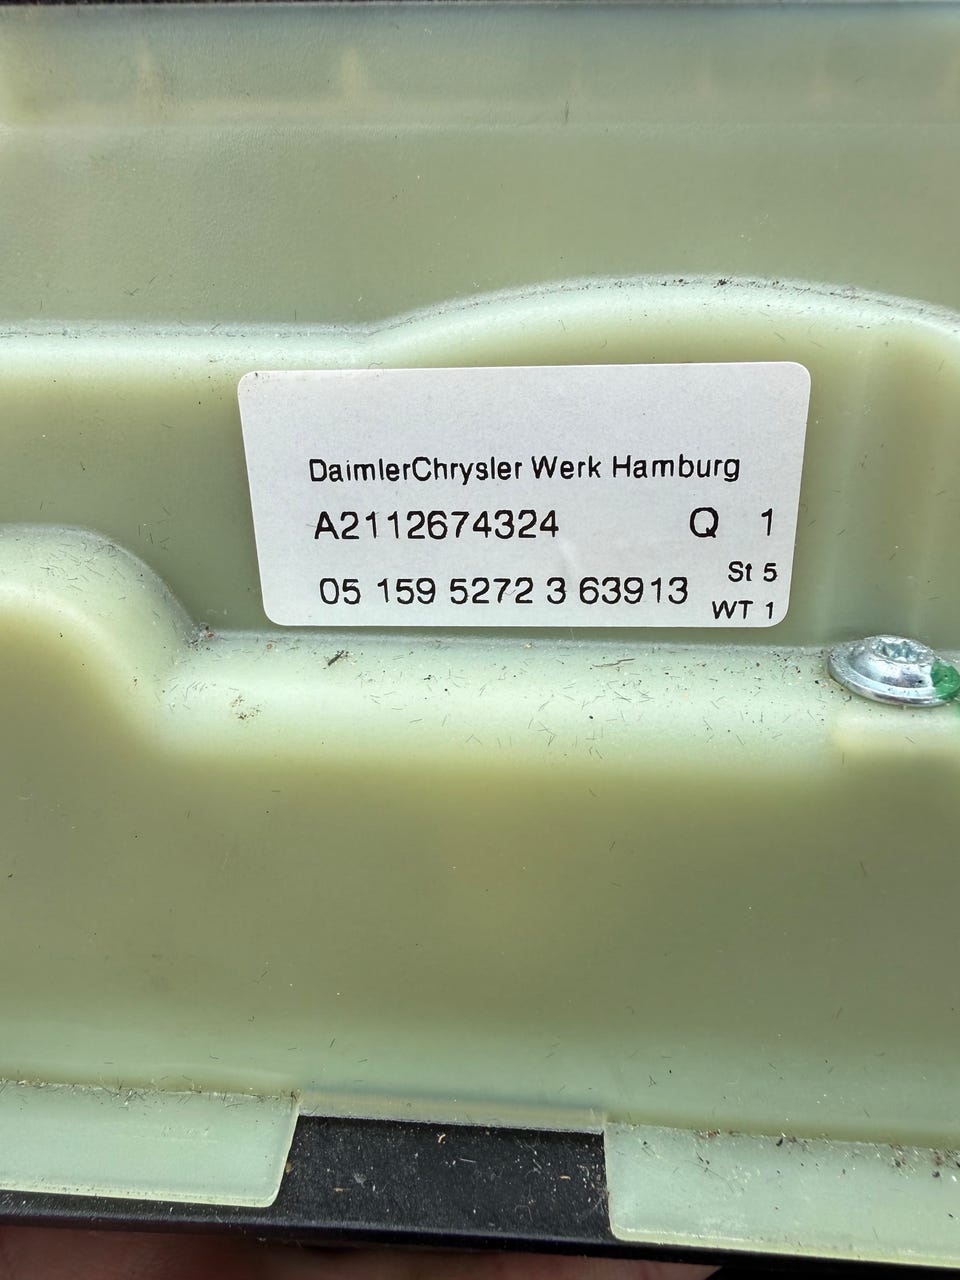 DaimlerChrysler Werk Hamburg
A2112674324 Q 1
05 159 5272 3 63913 St 5
WT 1